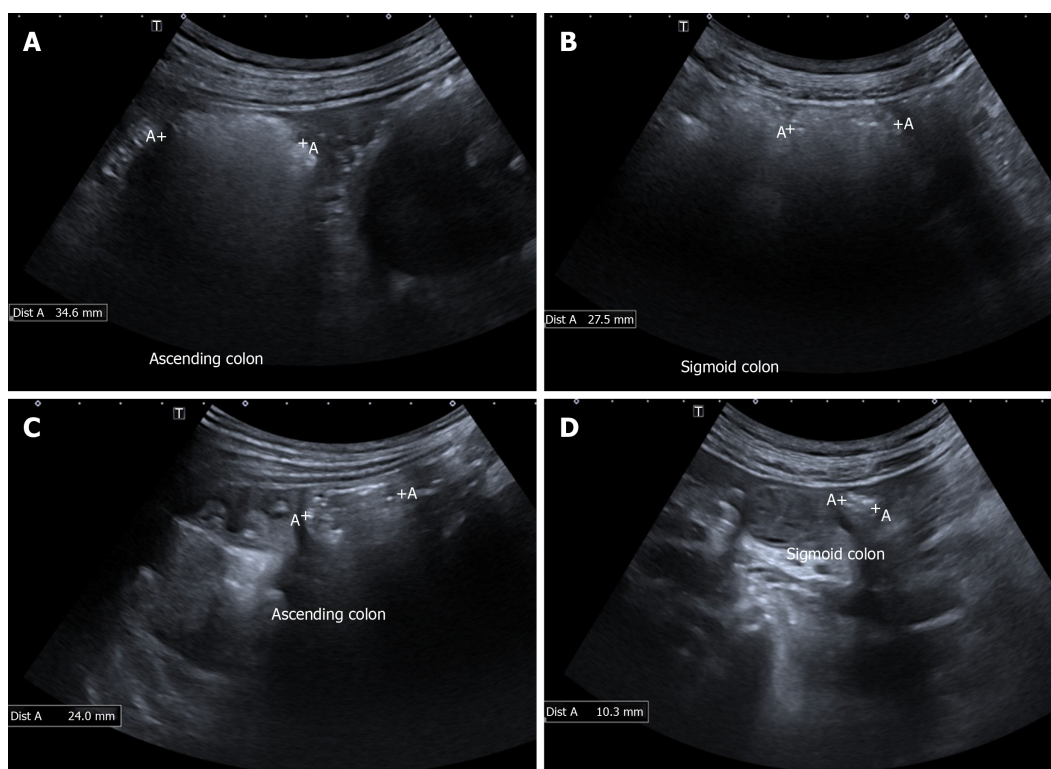 A
T
A+
+A
Dist A 34.6 mm
Ascending colon
B
T
A+
+A
Dist A 27.5 mm
Sigmoid colon
C
T
+A
A+
Ascending colon
Dist A 24.0 mm
D
T
A+
+A
Sigmoid colon
Dist A 10.3 mm